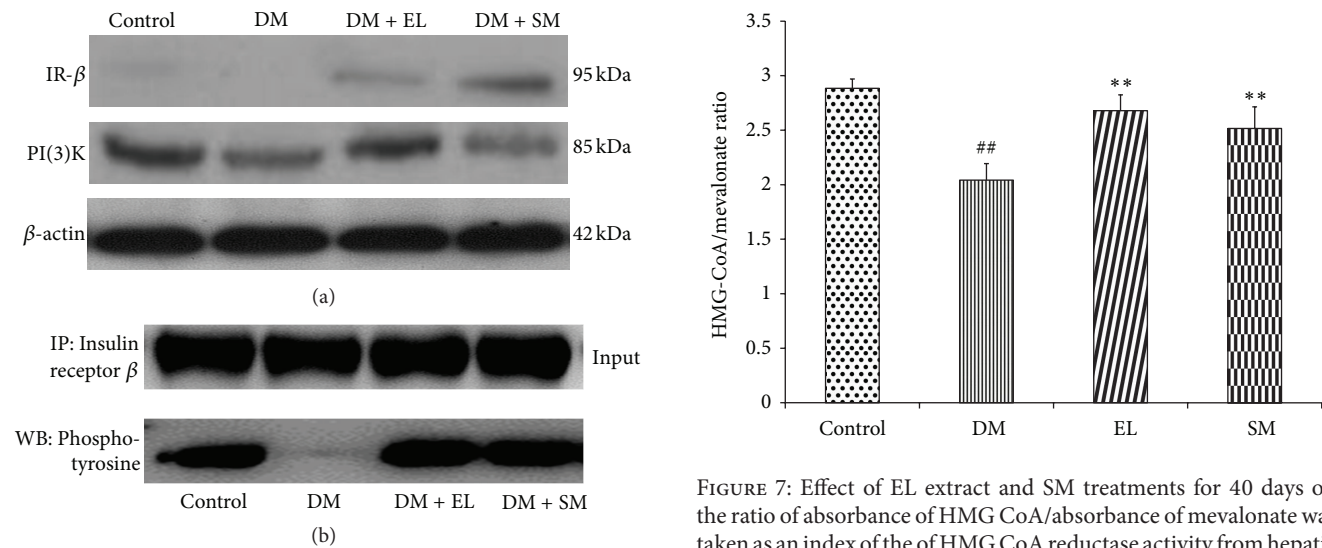 Control DM DM + EL DM + SM
IR-β 95 kDa
PI(3)K 85 kDa
β-actin 42 kDa
(a)
IP: Insulin
receptor β
Input
WB: Phospho-
tyrosine
Control DM DM + EL DM + SM
(b)
HMG-CoA/mevalonate ratio
3.5
3
2.5
2
1.5
1
0.5
0
##
**
**
Control DM EL SM
FIGURE 7: Effect of EL extract and SM treatments for 40 days o
the ratio of absorbance of HMG CoA/absorbance of mevalonate wa
taken as an index of the of HMG CoA reductase activity from hepati